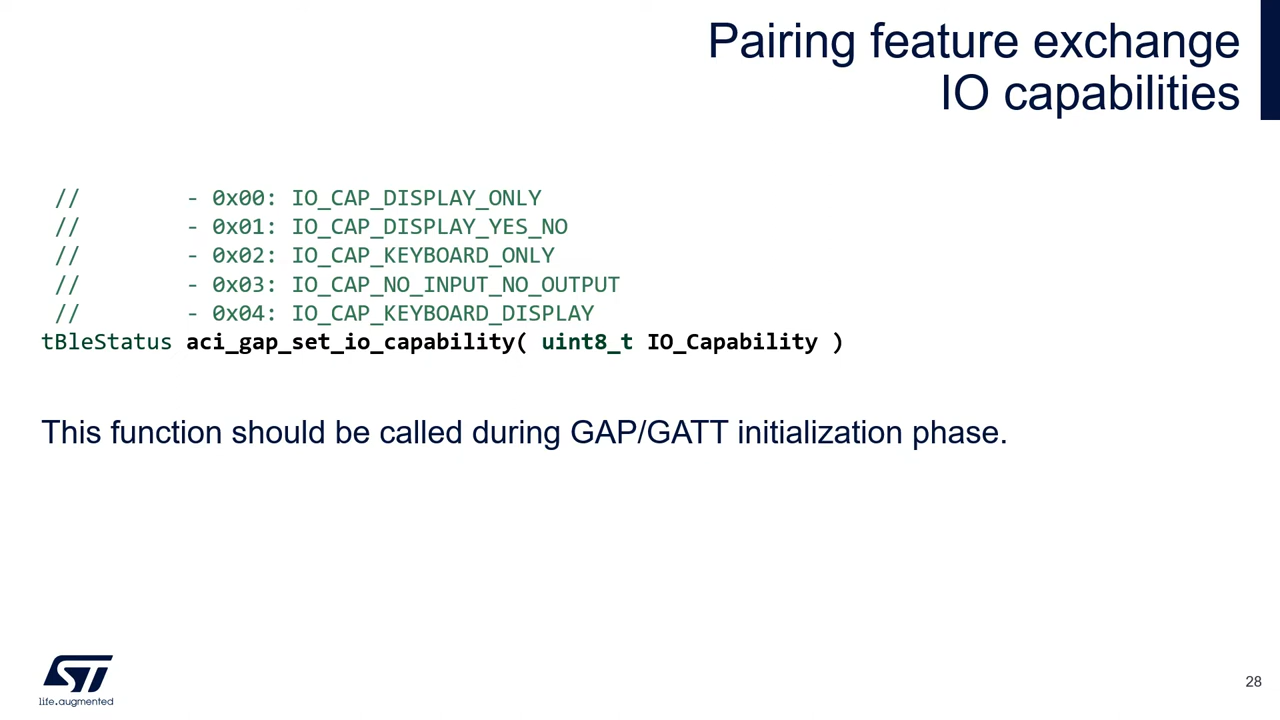 Pairing feature exchange
IO capabilities
// - 0x00: IO_CAP_DISPLAY_ONLY
// - 0x01: IO_CAP_DISPLAY_YES_NO
// - 0x02: IO_CAP_KEYBOARD_ONLY
// - 0x03: IO_CAP_NO_INPUT_NO_OUTPUT
// - 0x04: IO_CAP_KEYBOARD_DISPLAY
tBleStatus aci_gap_set_io_capability( uint8_t IO_Capability )
This function should be called during GAP/GATT initialization phase.
ST
life.augmented
28